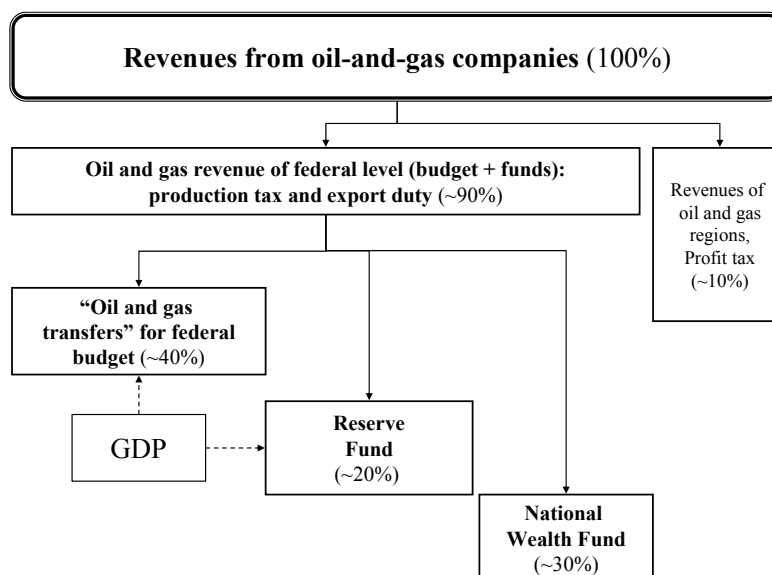 Revenues from oil-and-gas companies (100%)
Oil and gas revenue of federal level (budget + funds):
production tax and export duty (~90%)
Revenues of
oil and gas
regions,
Profit tax
(~10%)
“Oil and gas
transfers” for federal
budget (~40%)
GDP
Reserve
Fund
(~20%)
National
Wealth Fund
(~30%)